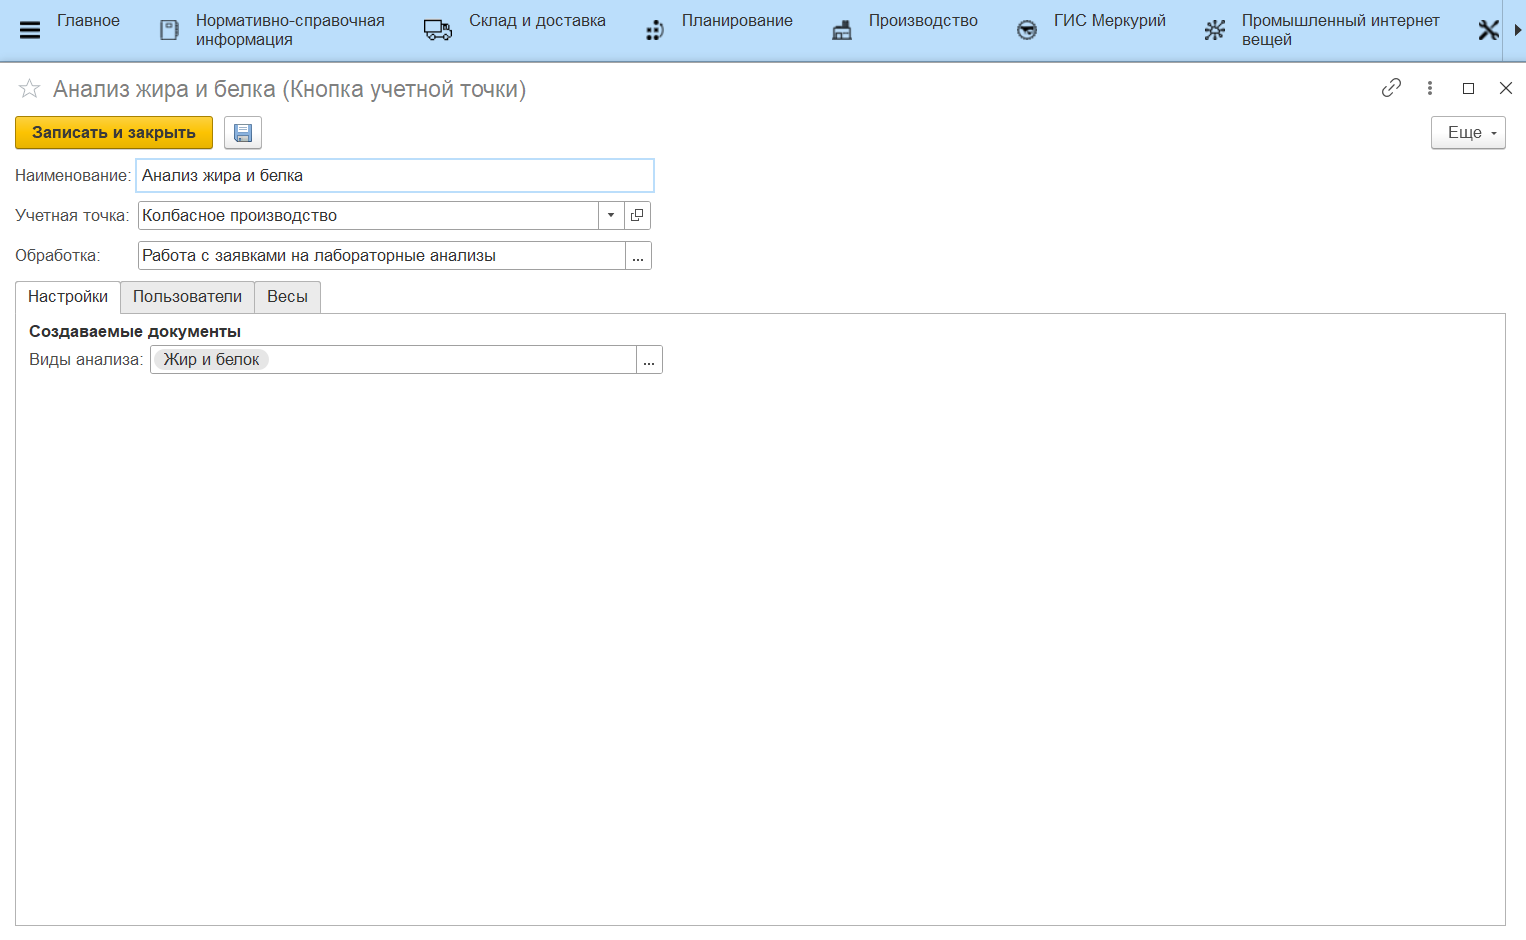 Главное
Нормативно-справочная
информация
Склад и доставка
Планирование
Производство
ГИС Меркурий
Промышленный интернет
вещей
Анализ жира и белка (Кнопка учетной точки)
Записать и закрыть
Еще
Наименование: Анализ жира и белка
Учетная точка: Колбасное производство
Обработка: Работа с заявками на лабораторные анализы ...
Настройки Пользователи Весы
Создаваемые документы
Виды анализа: Жир и белок ...